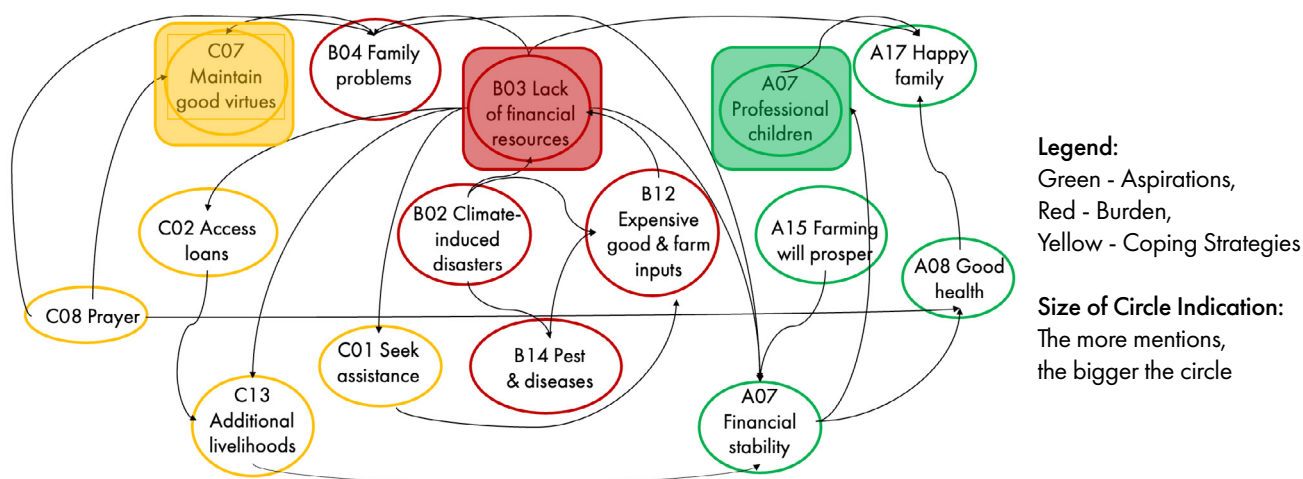 C07
Maintain
good virtues
B04 Family
problems
B03 Lack
of financial
resources
A07
Professional
children
A17 Happy
family
C02 Access
loans
B02 Climate-
induced
disasters
B12
Expensive
good & farm
inputs
A15 Farming
will prosper
A08 Good
health
C08 Prayer
C01 Seek
assistance
B14 Pest
& diseases
C13
Additional
livelihoods
A07
Financial
stability
Legend:
Green - Aspirations,
Red - Burden,
Yellow - Coping Strategies
Size of Circle Indication:
The more mentions,
the bigger the circle